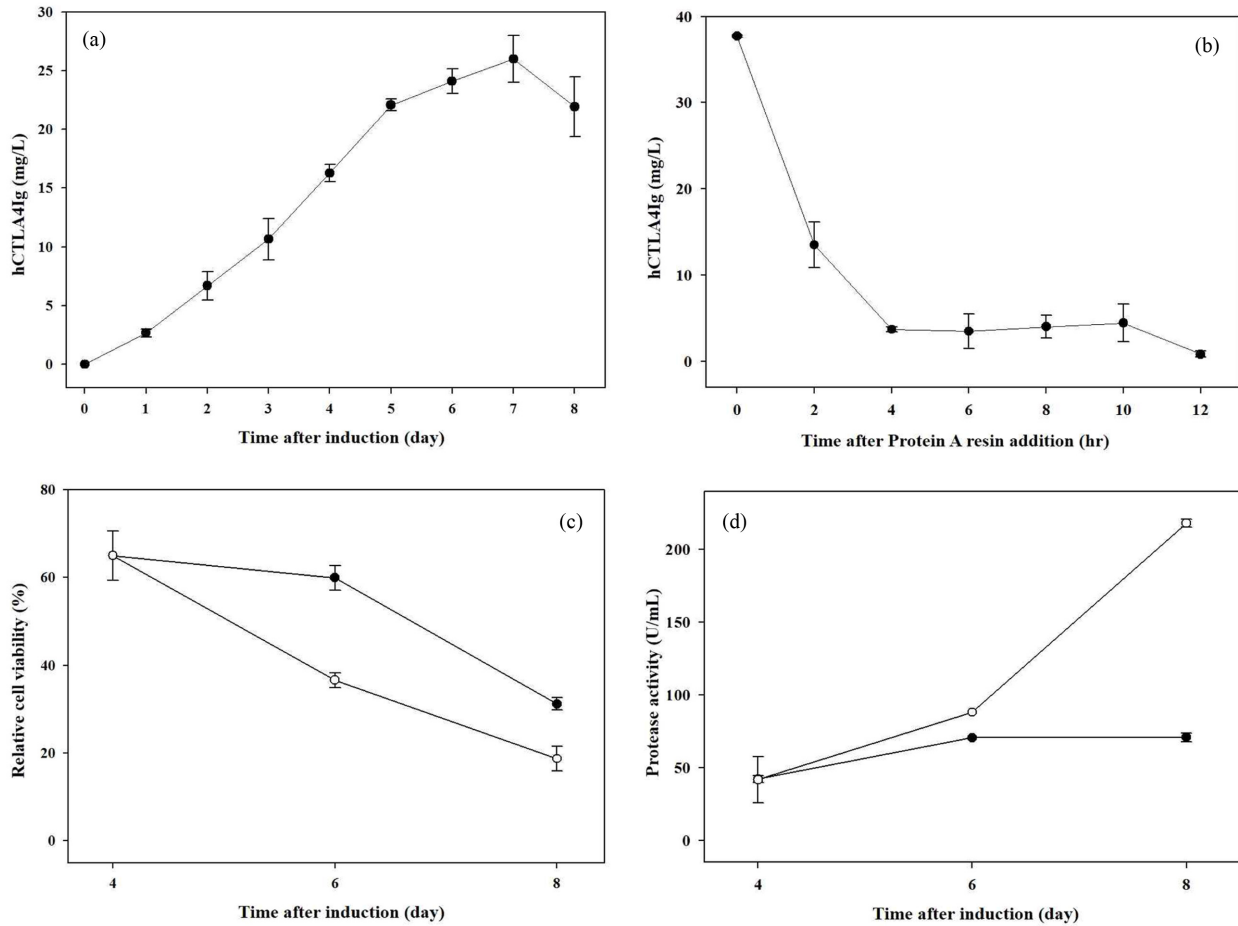 (a)
30
25
20
15
10
5
0
hCTLA4Ig (mg/L)
0 1 2 3 4 5 6 7 8
Time after induction (day)
(b)
40
30
20
10
0
hCTLA4Ig (mg/L)
0 2 4 6 8 10 12
Time after Protein A resin addition (hr)
(c)
80
60
40
20
0
Relative cell viability (%)
4 6 8
Time after induction (day)
(d)
200
150
100
50
0
Protease activity (U/mL)
4 6 8
Time after induction (day)